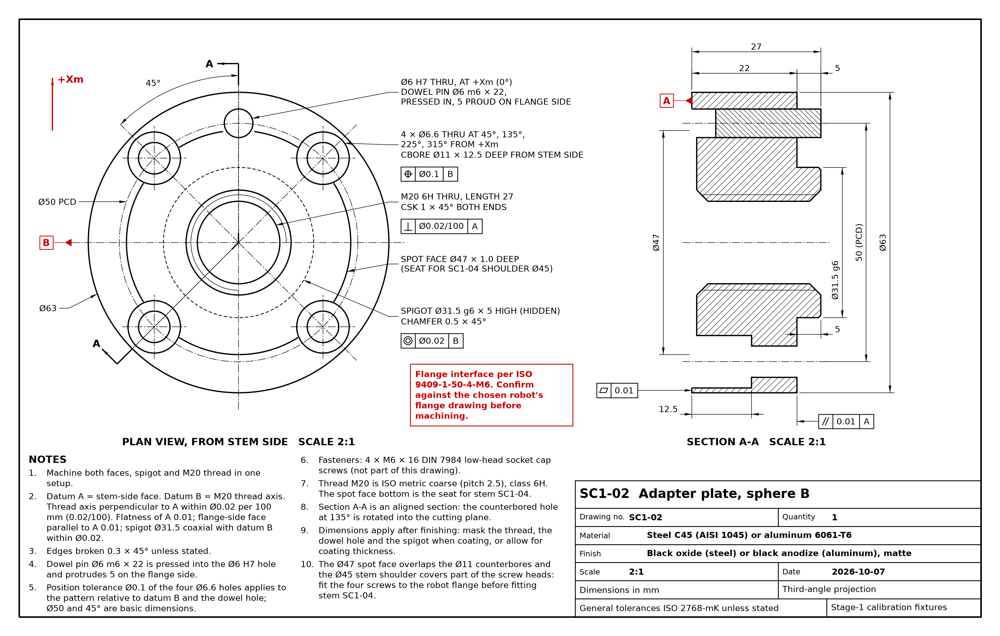 A
+Xm
45°
Ø50 PCD
B
Ø63
A
Ø6 H7 THRU, AT +Xm (0°)
DOWEL PIN Ø6 m6 × 22,
PRESSED IN, 5 PROUD ON FLANGE SIDE
4 × Ø6.6 THRU AT 45°, 135°,
225°, 315° FROM +Xm
CBORE Ø11 × 12.5 DEEP FROM STEM SIDE
⌖ Ø0.1 B
M20 6H THRU, LENGTH 27
CSK 1 × 45° BOTH ENDS
⊥ Ø0.02/100 A
SPOT FACE Ø47 × 1.0 DEEP
(SEAT FOR SC1-04 SHOULDER Ø45)
SPIGOT Ø31.5 g6 × 5 HIGH (HIDDEN)
CHAMFER 0.5 × 45°
◎ Ø0.02 B
Flange interface per ISO
9409-1-50-4-M6. Confirm
against the chosen robot's
flange drawing before
machining.
27
22
5
A
Ø47
Ø31.5 g6
50 (PCD)
Ø63
5
▱ 0.01
12.5
// 0.01 A
PLAN VIEW, FROM STEM SIDE SCALE 2:1
SECTION A-A SCALE 2:1
NOTES
1. Machine both faces, spigot and M20 thread in one
setup.
2. Datum A = stem-side face. Datum B = M20 thread axis.
Thread axis perpendicular to A within Ø0.02 per 100
mm (0.02/100). Flatness of A 0.01; flange-side face
parallel to A 0.01; spigot Ø31.5 coaxial with datum B
within Ø0.02.
3. Edges broken 0.3 × 45° unless stated.
4. Dowel pin Ø6 m6 × 22 is pressed into the Ø6 H7 hole
and protrudes 5 on the flange side.
5. Position tolerance Ø0.1 of the four Ø6.6 holes applies to
the pattern relative to datum B and the dowel hole;
Ø50 and 45° are basic dimensions.
6. Fasteners: 4 × M6 × 16 DIN 7984 low-head socket cap
screws (not part of this drawing).
7. Thread M20 is ISO metric coarse (pitch 2.5), class 6H.
The spot face bottom is the seat for stem SC1-04.
8. Section A-A is an aligned section: the counterbored hole
at 135° is rotated into the cutting plane.
9. Dimensions apply after finishing: mask the thread, the
dowel hole and the spigot when coating, or allow for
coating thickness.
10. The Ø47 spot face overlaps the Ø11 counterbores and
the Ø45 stem shoulder covers part of the screw heads:
fit the four screws to the robot flange before fitting
stem SC1-04.
SC1-02 Adapter plate, sphere B
Drawing no. SC1-02 Quantity 1
Material Steel C45 (AISI 1045) or aluminum 6061-T6
Finish Black oxide (steel) or black anodize (aluminum), matte
Scale 2:1 Date 2026-10-07
Dimensions in mm Third-angle projection
General tolerances ISO 2768-mK unless stated Stage-1 calibration fixtures